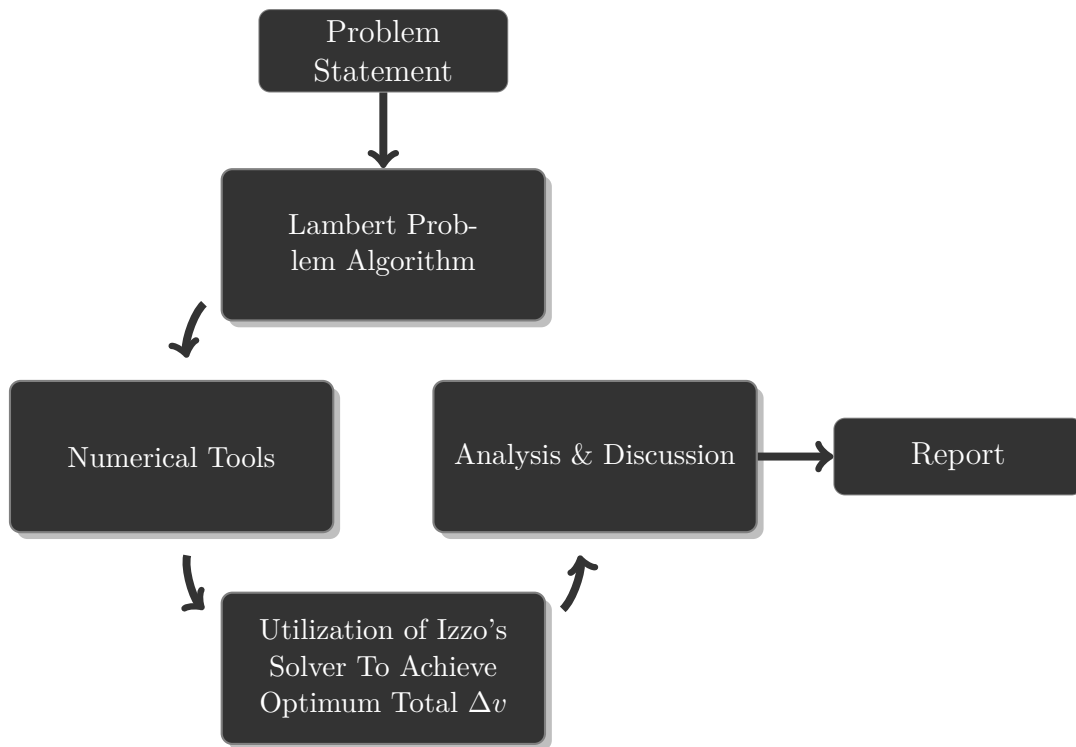 Problem
Statement
Lambert Prob-
lem Algorithm
Numerical Tools
Utilization of Izzo's
Solver To Achieve
Optimum Total Δv
Analysis & Discussion
Report